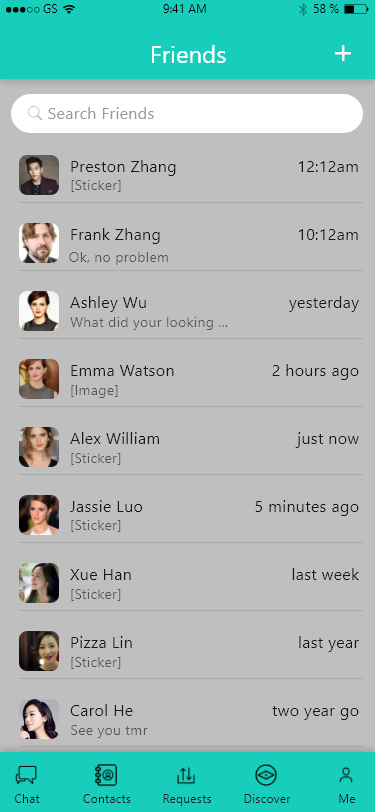 GS 9:41 AM 58 %
Friends +
Search Friends
Preston Zhang 12:12am
[Sticker]
Frank Zhang 10:12am
Ok, no problem
Ashley Wu yesterday
What did your looking ...
Emma Watson 2 hours ago
[Image]
Alex William just now
[Sticker]
Jassie Luo 5 minutes ago
[Sticker]
Xue Han last week
[Sticker]
Pizza Lin last year
[Sticker]
Carol He two year go
See you tmr
Chat Contacts Requests Discover Me